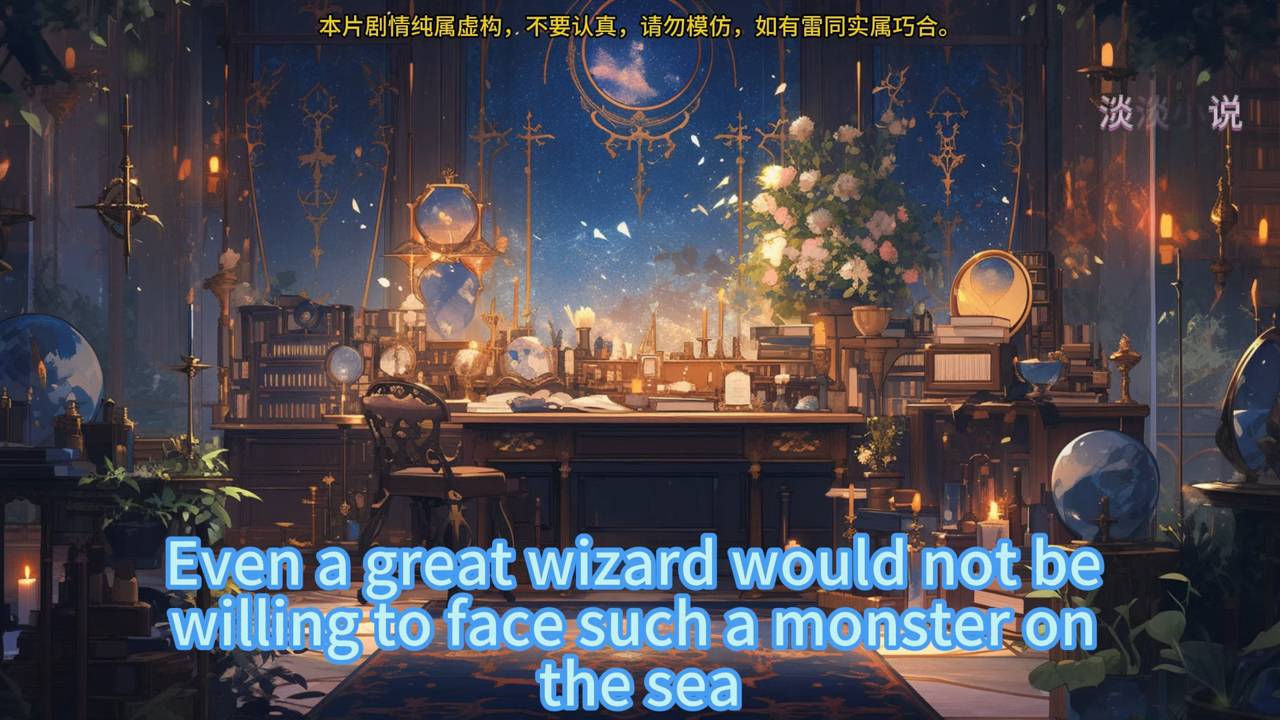 本片剧情纯属虚构，不要认真，请勿模仿，如有雷同实属巧合。
淡淡小说
Even a great wizard would not be
willing to face such a monster on
the sea